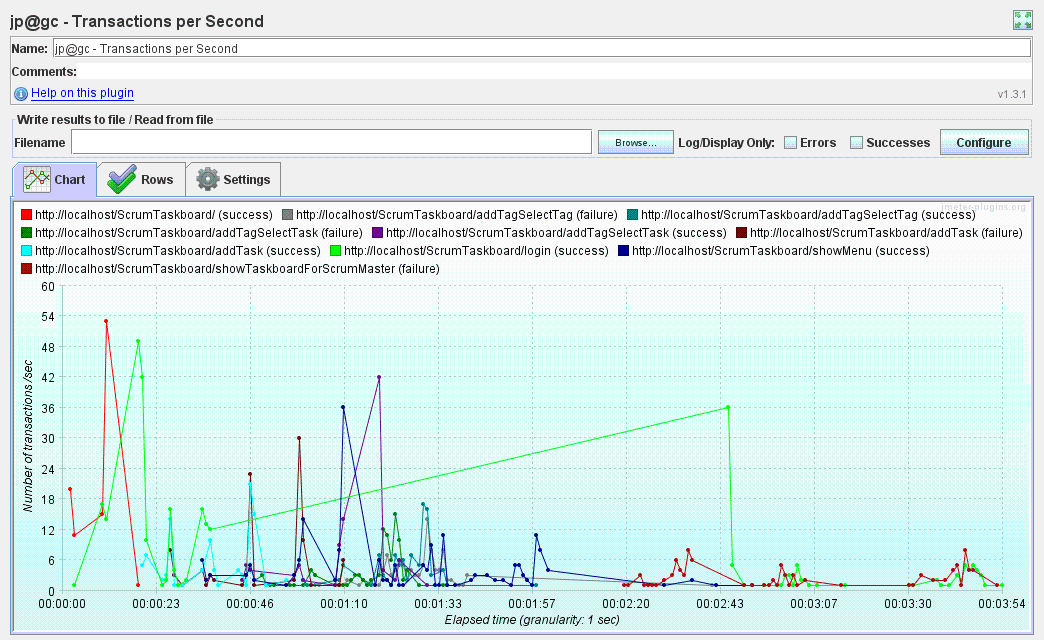 jp@gc - Transactions per Second
Name: jp@gc - Transactions per Second
Comments:
Help on this plugin
v1.3.1
Write results to file / Read from file
Filename Browse... Log/Display Only: Errors Successes Configure
Chart Rows Settings
jmeter-plugins.org
http://localhost/ScrumTaskboard/ (success) http://localhost/ScrumTaskboard/addTagSelectTag (failure) http://localhost/ScrumTaskboard/addTagSelectTag (success)
http://localhost/ScrumTaskboard/addTagSelectTask (failure) http://localhost/ScrumTaskboard/addTagSelectTask (success) http://localhost/ScrumTaskboard/addTask (failure)
http://localhost/ScrumTaskboard/addTask (success) http://localhost/ScrumTaskboard/login (success) http://localhost/ScrumTaskboard/showMenu (success)
http://localhost/ScrumTaskboard/showTaskboardForScrumMaster (failure)
60
54
48
42
36
30
24
18
12
6
0
Number of transactions /sec
00:00:00 00:00:23 00:00:46 00:01:10 00:01:33 00:01:57 00:02:20 00:02:43 00:03:07 00:03:30 00:03:54
Elapsed time (granularity: 1 sec)